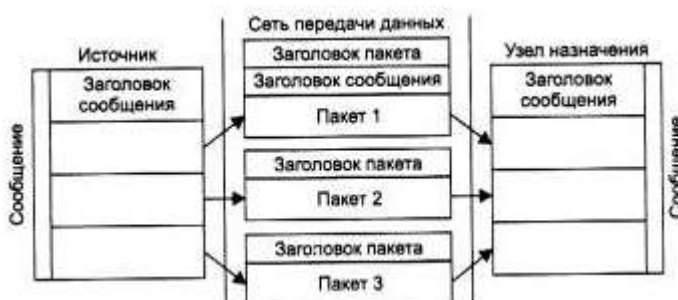 Сеть передачи данных
Источник
Узел назначения
Сообщение
Заголовок
сообщения
Заголовок пакета
Заголовок сообщения
Пакет 1
Заголовок пакета
Пакет 2
Заголовок пакета
Пакет 3
Заголовок
сообщения
Сообщение